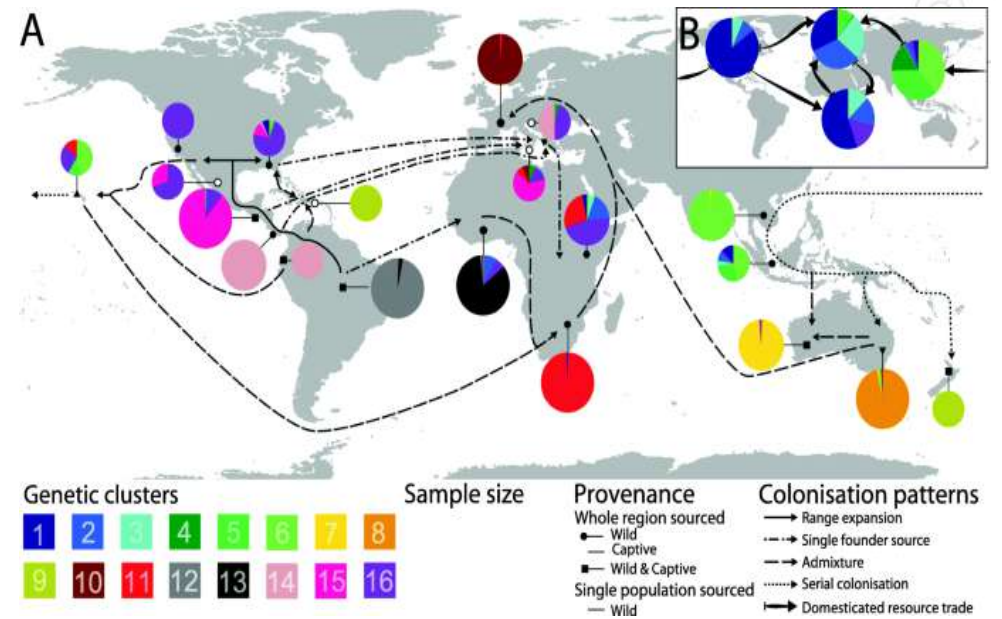 A
B
Genetic clusters
1 2 3 4 5 6 7 8
9 10 11 12 13 14 15 16
Sample size
Provenance
Whole region sourced
Wild
Captive
Wild & Captive
Single population sourced
Wild
Colonisation patterns
Range expansion
Single founder source
Admixture
Serial colonisation
Domesticated resource trade